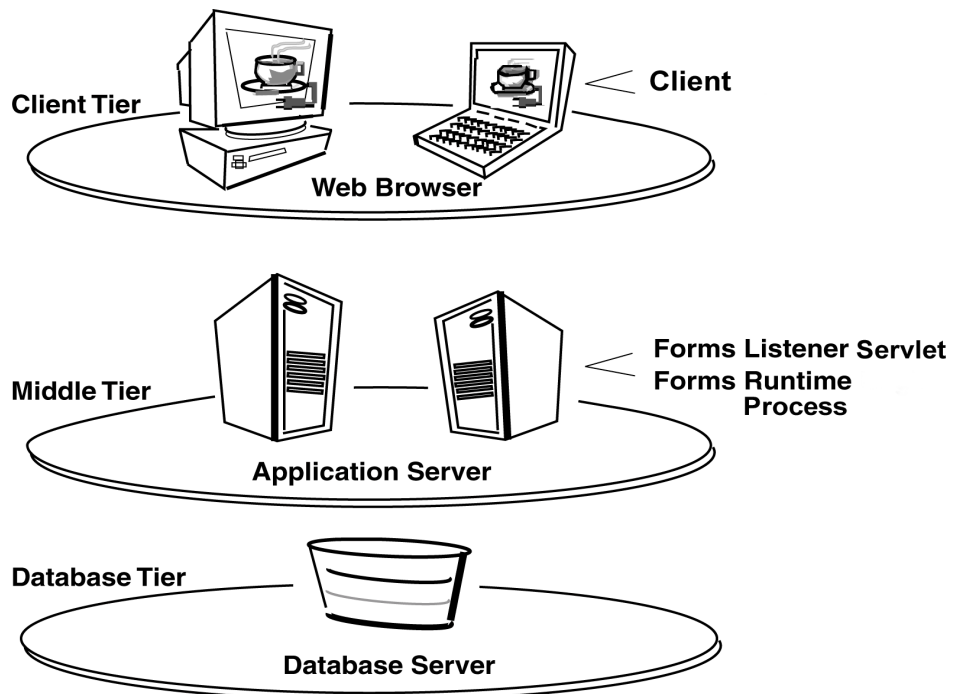 Client Tier
Client
Web Browser
Middle Tier
Forms Listener Servlet
Forms Runtime
Process
Application Server
Database Tier
Database Server